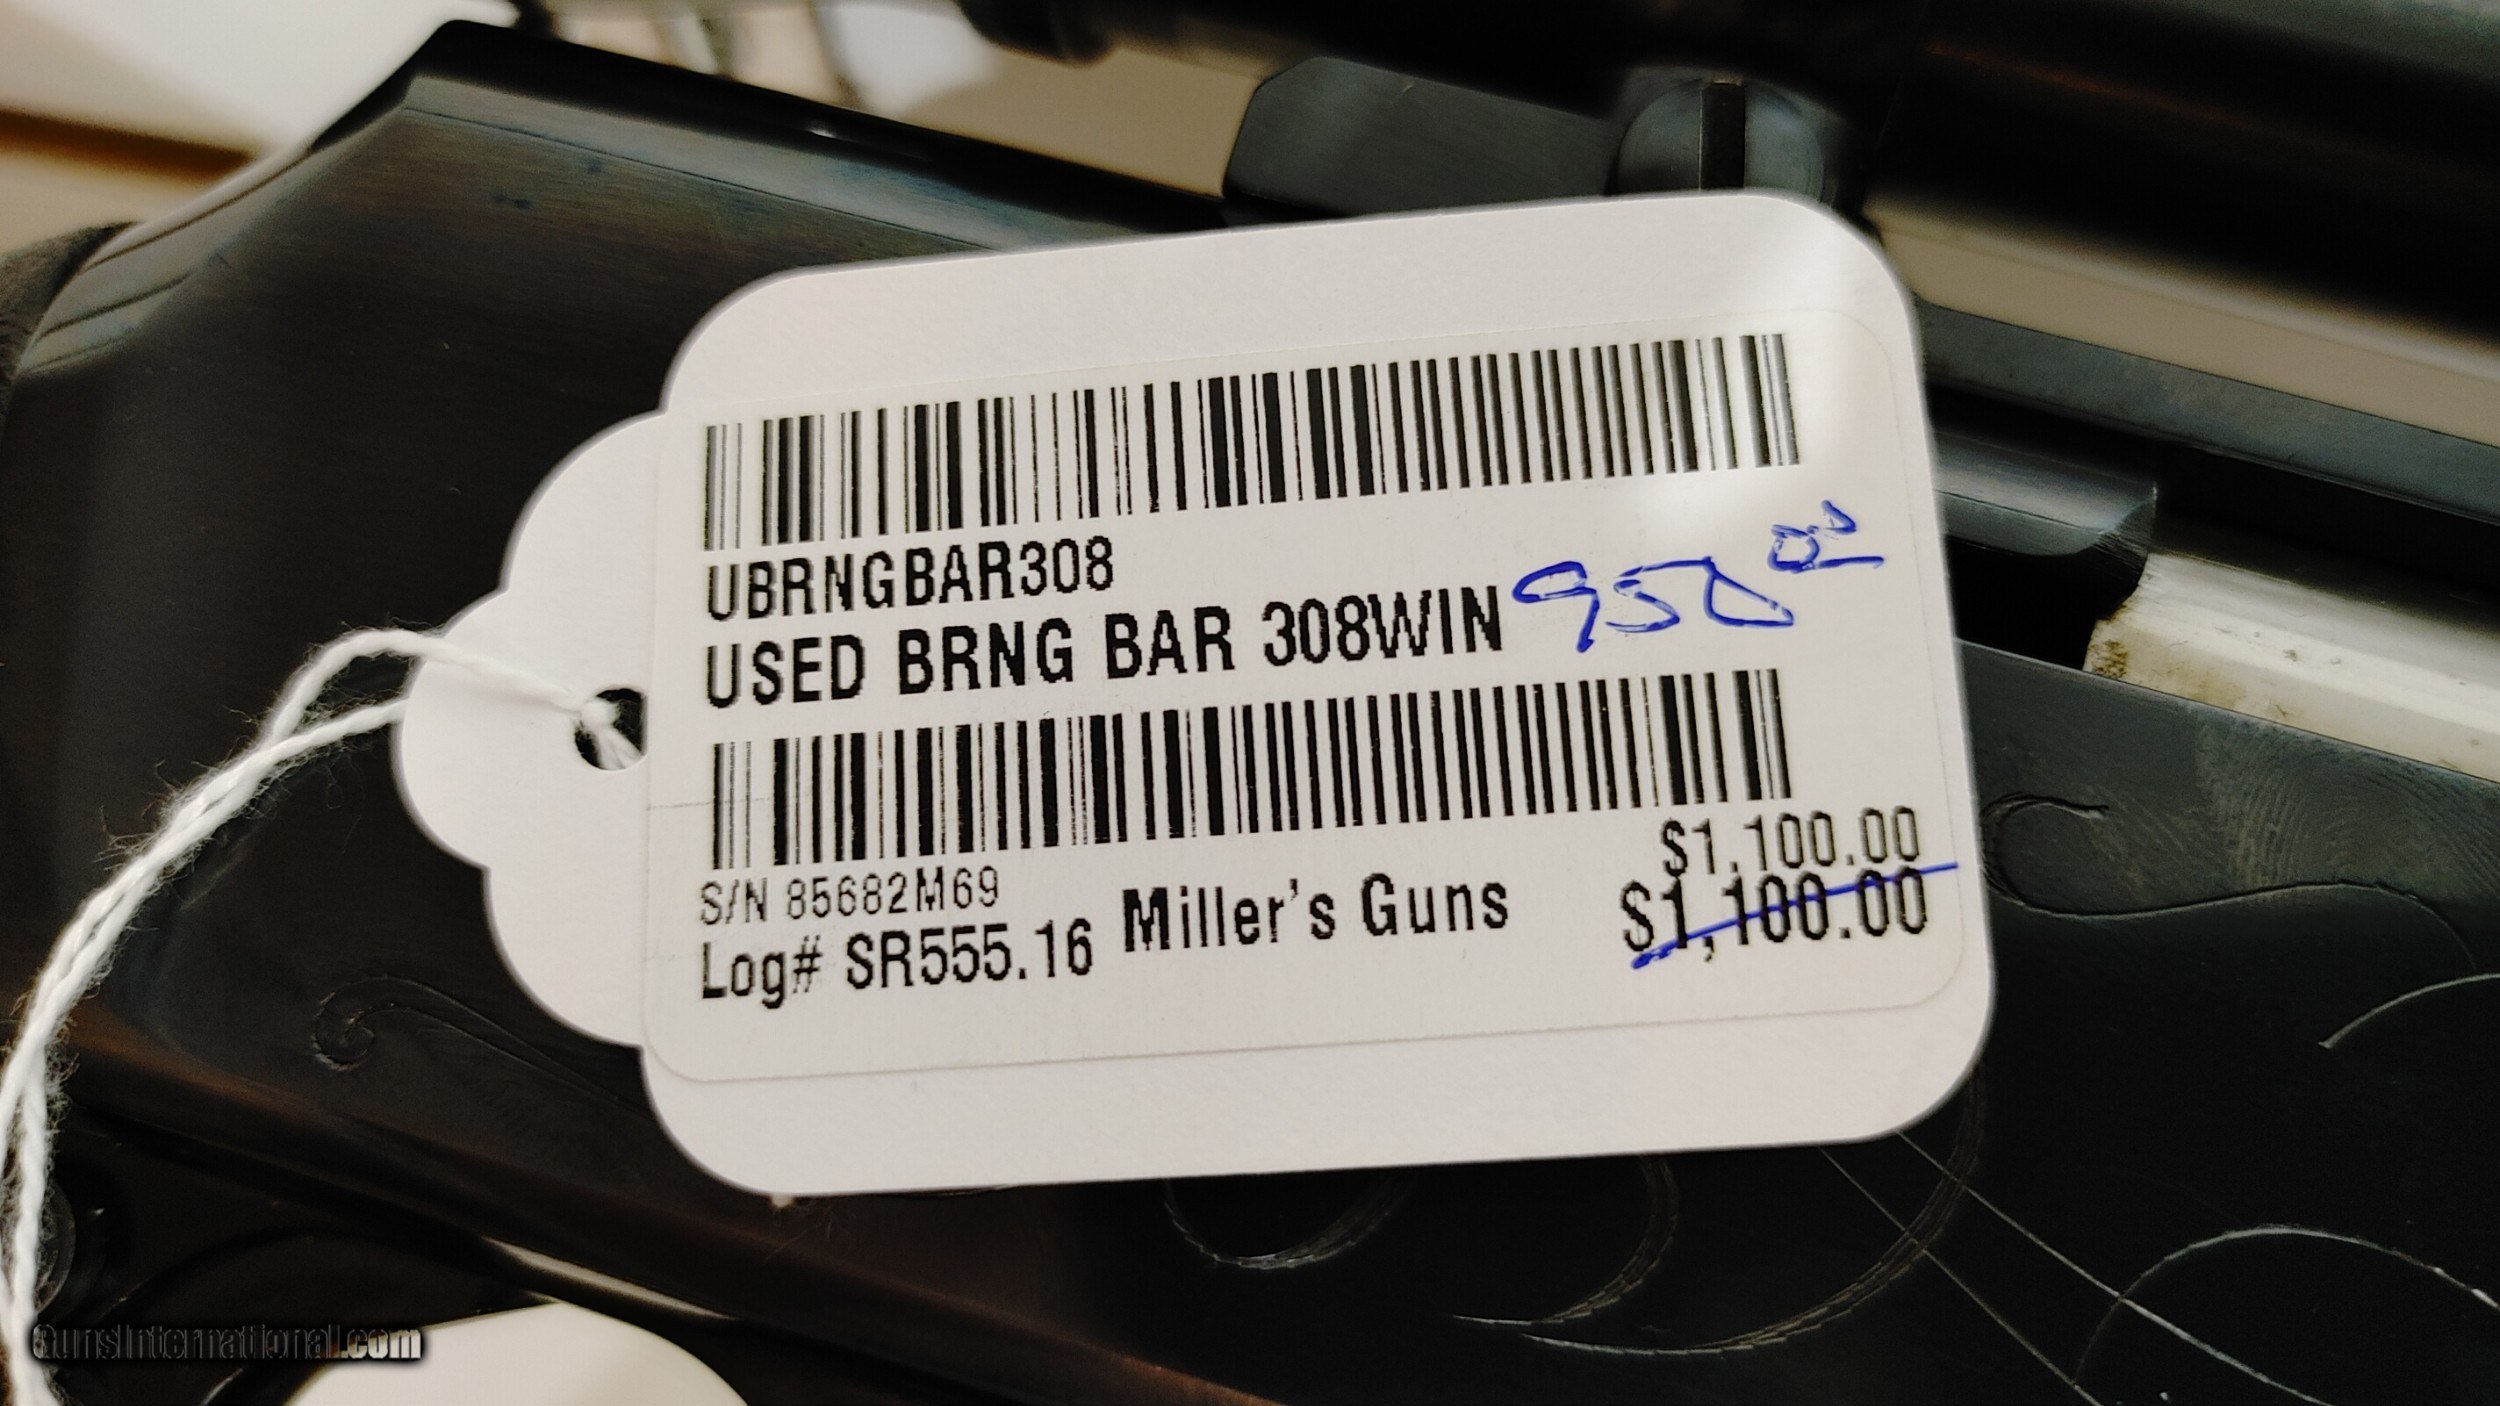 UBRNGBAR308
USED BRNG BAR 308WIN
950 00
S/N 85682M69
Log# SR555.16
Miller's Guns
$1,100.00
$1,100.00
GunsInternational.com